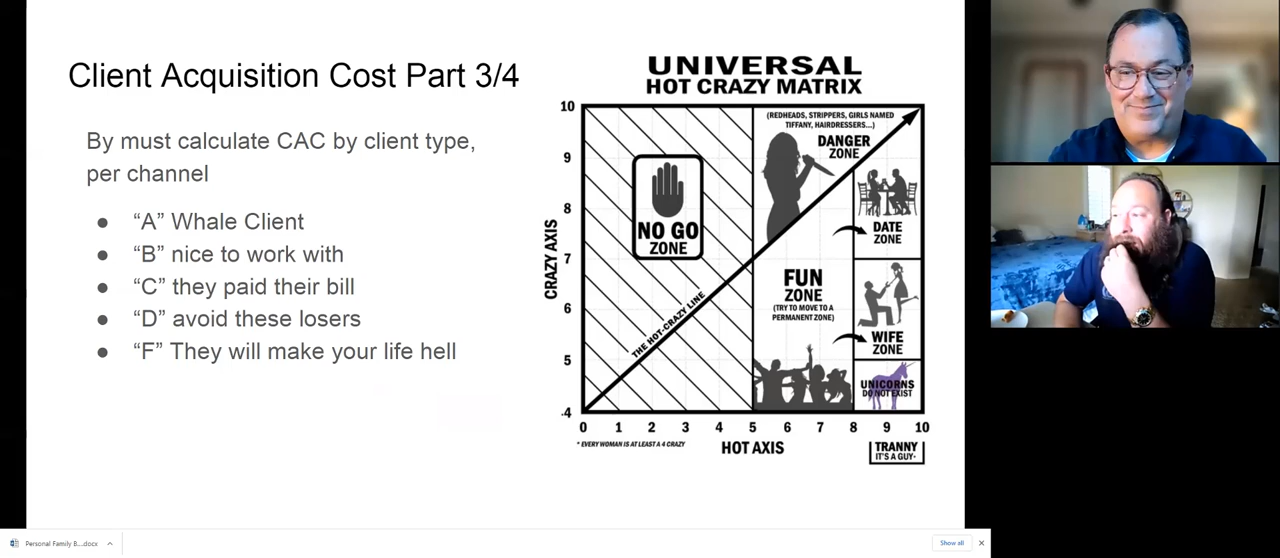 Client Acquisition Cost Part 3/4
By must calculate CAC by client type,
per channel
● “A” Whale Client
● “B” nice to work with
● “C” they paid their bill
● “D” avoid these losers
● “F” They will make your life hell
UNIVERSAL
HOT CRAZY MATRIX
CRAZY AXIS
10
9
8
7
6
5
4
NO GO
ZONE
THE HOT-CRAZY LINE
(REDHEADS, STRIPPERS, GIRLS NAMED
TIFFANY, HAIRDRESSERS...)
DANGER
ZONE
DATE
ZONE
FUN
ZONE
(TRY TO MOVE TO A
PERMANENT ZONE)
WIFE
ZONE
UNICORNS
DO NOT EXIST
0 1 2 3 4 5 6 7 8 9 10
* EVERY WOMAN IS AT LEAST A 4 CRAZY
HOT AXIS
TRANNY
IT'S A GUY-
Personal Family B....docx
Show all